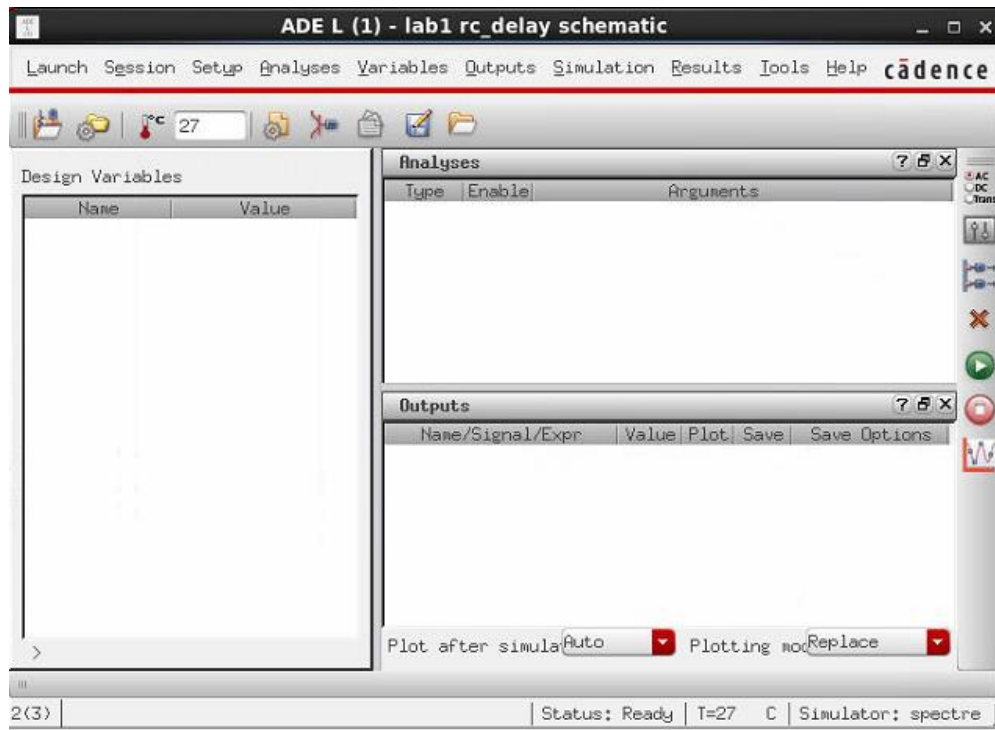 ADE L (1) - lab1 rc_delay schematic
Launch Session Setup Analyses Variables Outputs Simulation Results Tools Help cādence
°C 27
Design Variables
Name Value
Analyses
Type Enable Arguments
AC
DC
Trans
Outputs
Name/Signal/Expr Value Plot Save Save Options
>
Plot after simula Auto Plotting mod Replace
2(3) Status: Ready T=27 C Simulator: spectre